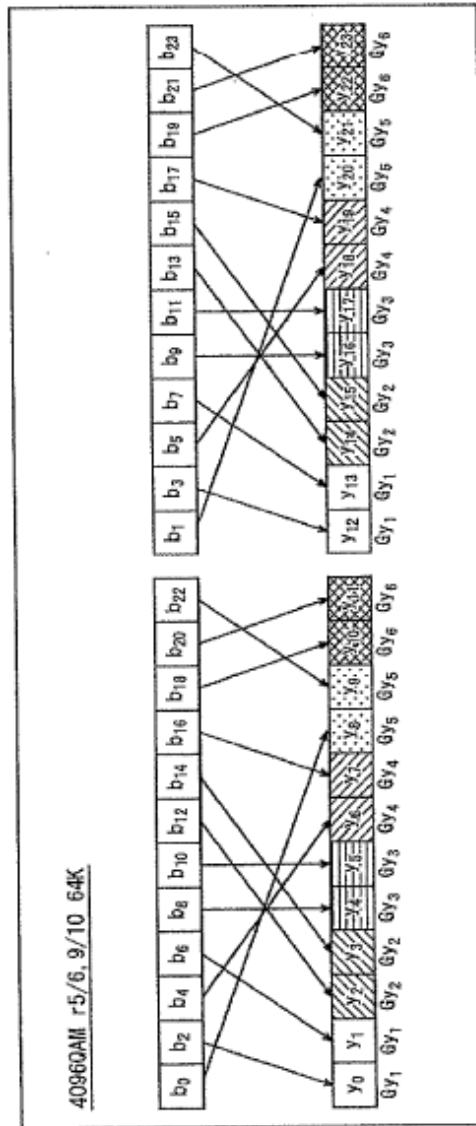 4096QAM r5/6, 9/10 64K
b0 b2 b4 b6 b8 b10 b12 b14 b16 b18 b20 b22
b1 b3 b5 b7 b9 b11 b13 b15 b17 b19 b21 b23
y0 y1 y2 y3 y4 y5 y6 y7 y8 y9 y10 y11
y12 y13 y14 y15 y16 y17 y18 y19 y20 y21 y22 y23
Gy1 Gy1 Gy2 Gy2 Gy3 Gy3 Gy4 Gy4 Gy5 Gy5 Gy6 Gy6
Gy1 Gy1 Gy2 Gy2 Gy3 Gy3 Gy4 Gy4 Gy5 Gy5 Gy6 Gy6